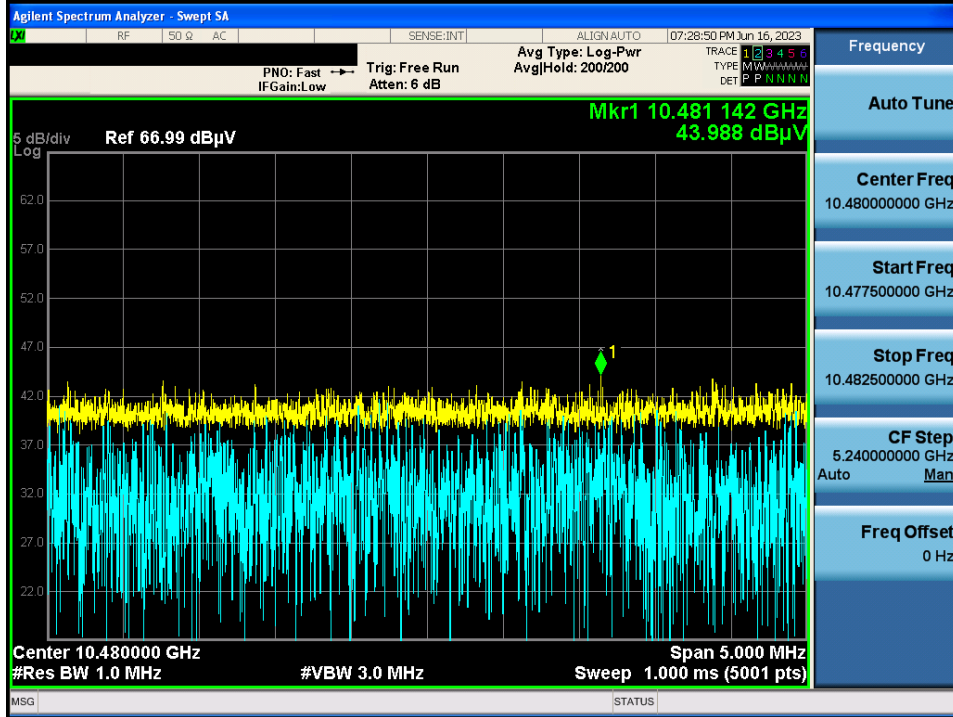 Agilent Spectrum Analyzer - Swept SA
LXI RF 50 Ω AC SENSE:INT ALIGN AUTO 07:28:50 PM Jun 16, 2023
PNO: Fast
IFGain:Low
Trig: Free Run
Atten: 6 dB
Avg Type: Log-Pwr
Avg|Hold: 200/200
TRACE 1 2 3 4 5 6
TYPE M W W W W W
DET P P N N N N
Mkr1 10.481 142 GHz
43.988 dBµV
5 dB/div Ref 66.99 dBµV
Log
62.0
57.0
52.0
47.0
42.0
37.0
32.0
27.0
22.0
1
Center 10.480000 GHz Span 5.000 MHz
#Res BW 1.0 MHz #VBW 3.0 MHz Sweep 1.000 ms (5001 pts)
MSG STATUS
Frequency
Auto Tune
Center Freq
10.480000000 GHz
Start Freq
10.477500000 GHz
Stop Freq
10.482500000 GHz
CF Step
5.240000000 GHz
Auto Man
Freq Offset
0 Hz